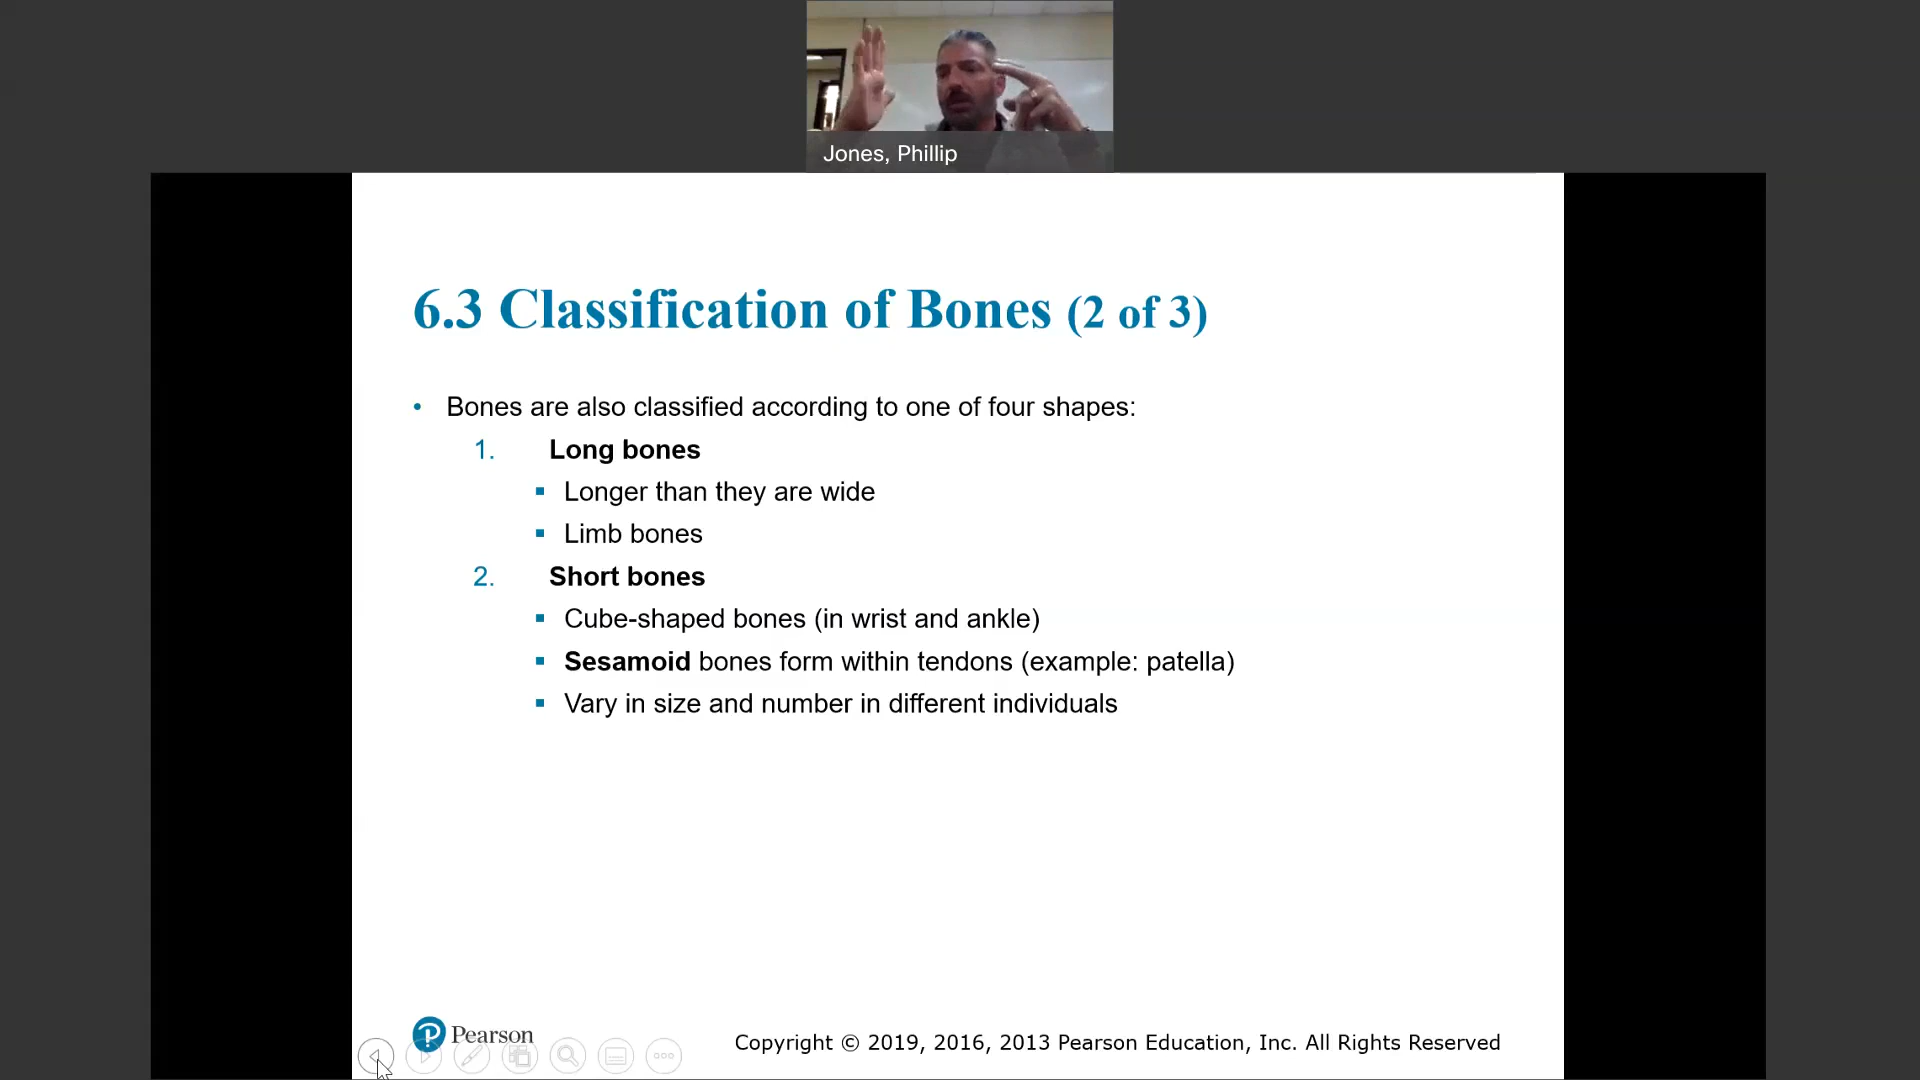 Jones, Phillip
6.3 Classification of Bones (2 of 3)
• Bones are also classified according to one of four shapes:
1. Long bones
▪ Longer than they are wide
▪ Limb bones
2. Short bones
▪ Cube-shaped bones (in wrist and ankle)
▪ Sesamoid bones form within tendons (example: patella)
▪ Vary in size and number in different individuals
Pearson
Copyright © 2019, 2016, 2013 Pearson Education, Inc. All Rights Reserved